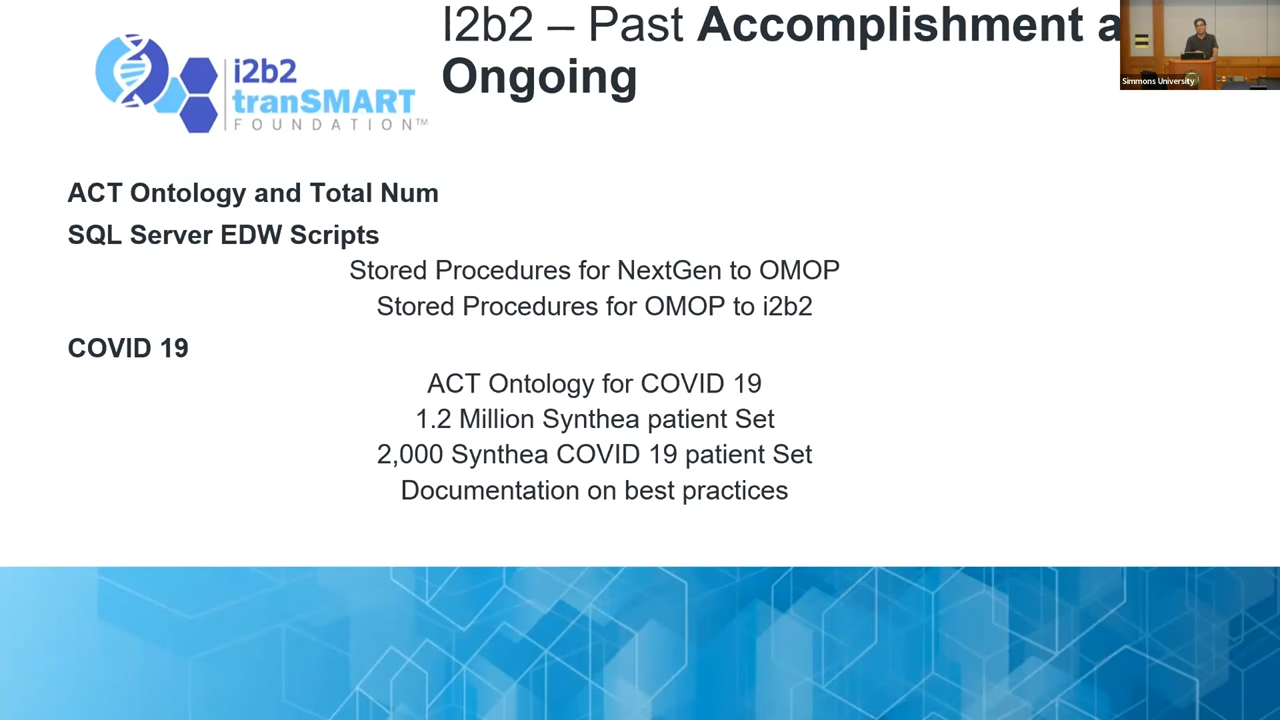 I2b2 – Past Accomplishment a
Ongoing
i2b2
tranSMART
FOUNDATION™
Simmons University
ACT Ontology and Total Num
SQL Server EDW Scripts
Stored Procedures for NextGen to OMOP
Stored Procedures for OMOP to i2b2
COVID 19
ACT Ontology for COVID 19
1.2 Million Synthea patient Set
2,000 Synthea COVID 19 patient Set
Documentation on best practices